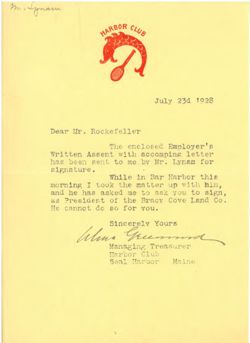 Mr. Lynam
HARBOR CLUB
July 23d 1928
Dear Mr. Rockefeller
The enclosed Employer's
Written Assent with accomping letter
has been sent to me by Mr. Lynam for
signature.
While in Bar Harbor this
morning I took the matter up with him,
and he has asked me to ask you to sign,
as President of the Bracy Cove Land Co.
He cannot do so for you.
Sincerely Yours
Managing Treasurer
Harbor Club
Seal Harbor Maine